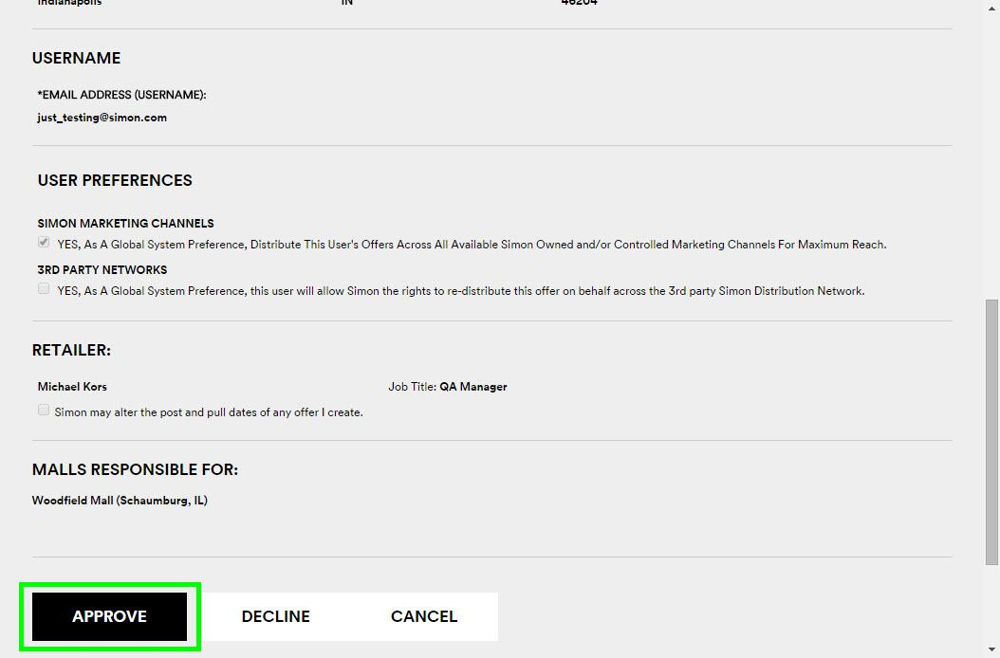 Indianapolis IN 46204
USERNAME
*EMAIL ADDRESS (USERNAME):
just_testing@simon.com
USER PREFERENCES
SIMON MARKETING CHANNELS
YES, As A Global System Preference, Distribute This User's Offers Across All Available Simon Owned and/or Controlled Marketing Channels For Maximum Reach.
3RD PARTY NETWORKS
YES, As A Global System Preference, this user will allow Simon the rights to re-distribute this offer on behalf across the 3rd party Simon Distribution Network.
RETAILER:
Michael Kors Job Title: QA Manager
Simon may alter the post and pull dates of any offer I create.
MALLS RESPONSIBLE FOR:
Woodfield Mall (Schaumburg, IL)
APPROVE DECLINE CANCEL